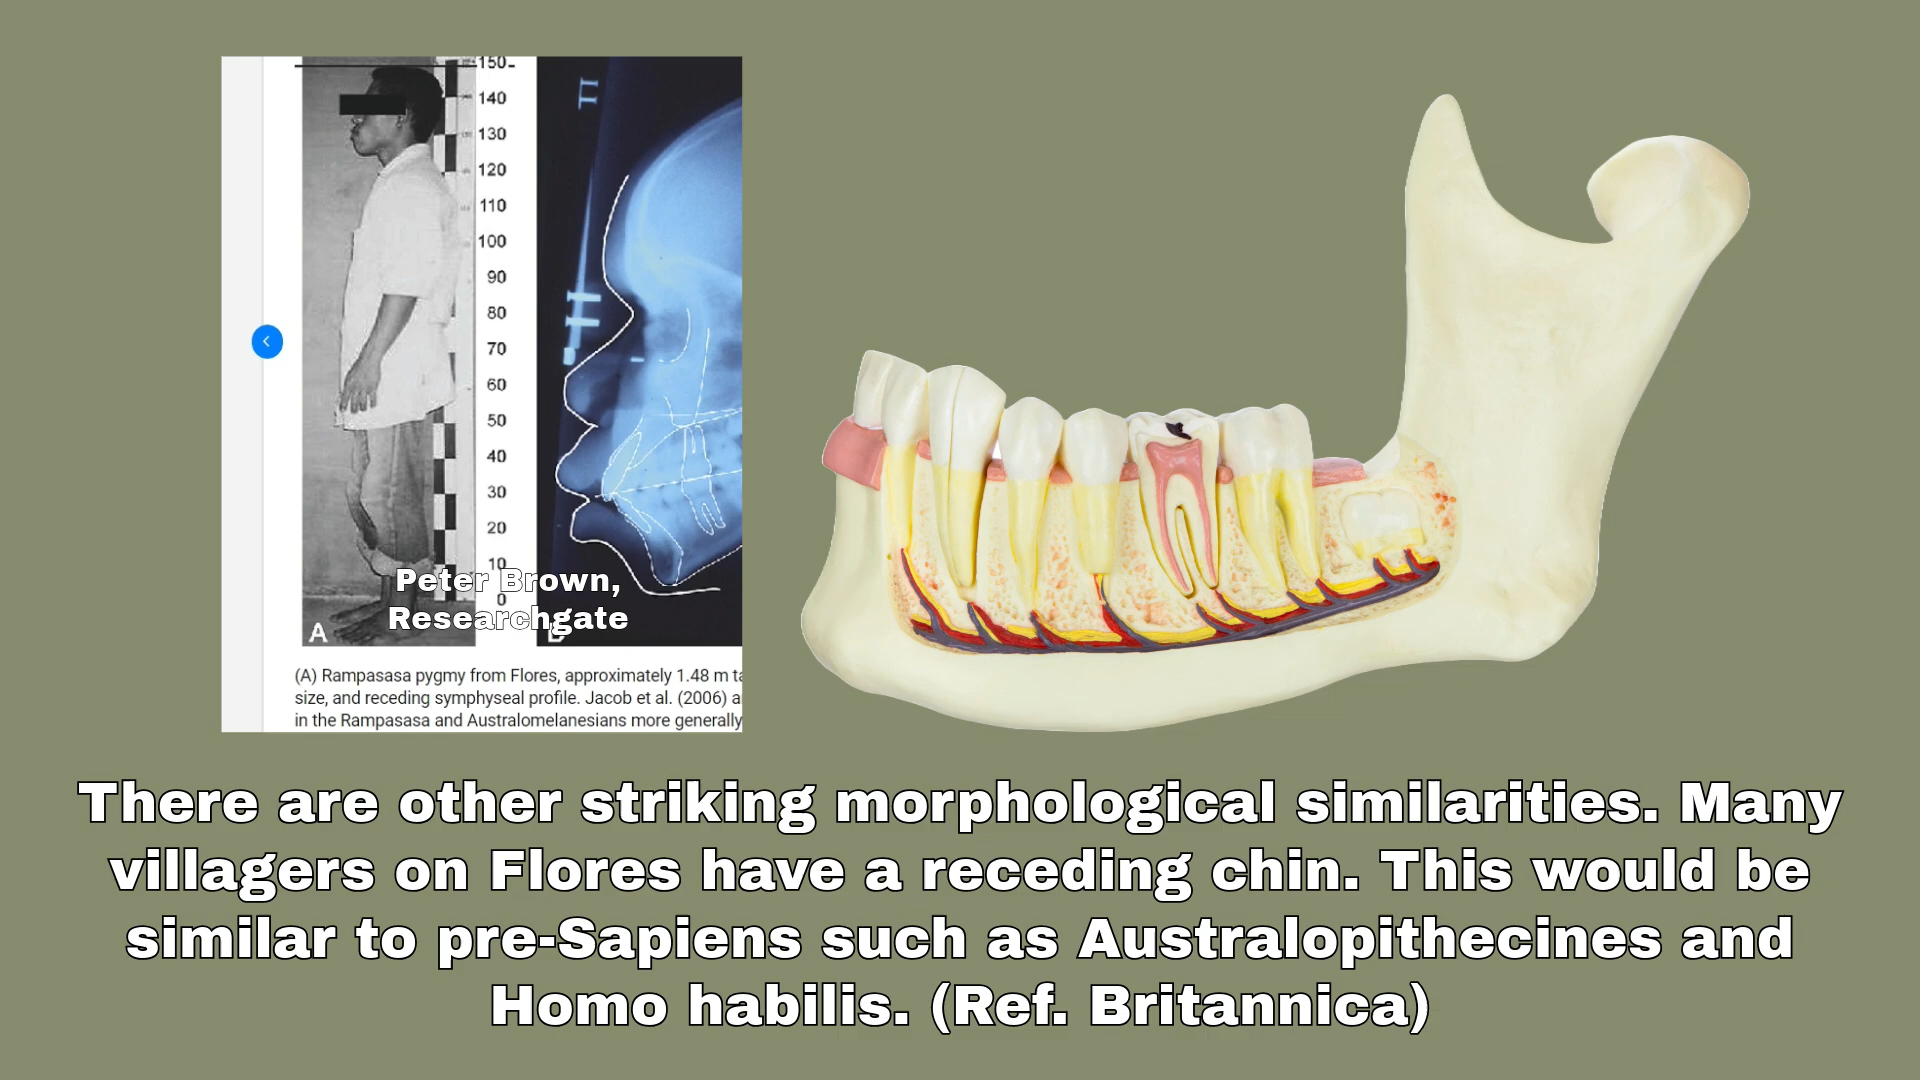 150
140
130
120
110
100
90
80
70
60
50
40
30
20
10
0
A
Peter Brown,
Researchgate
(A) Rampasasa pygmy from Flores, approximately 1.48 m ta
size, and receding symphyseal profile. Jacob et al. (2006) a
in the Rampasasa and Australomelanesians more generally
There are other striking morphological similarities. Many
villagers on Flores have a receding chin. This would be
similar to pre-Sapiens such as Australopithecines and
Homo habilis. (Ref. Britannica)